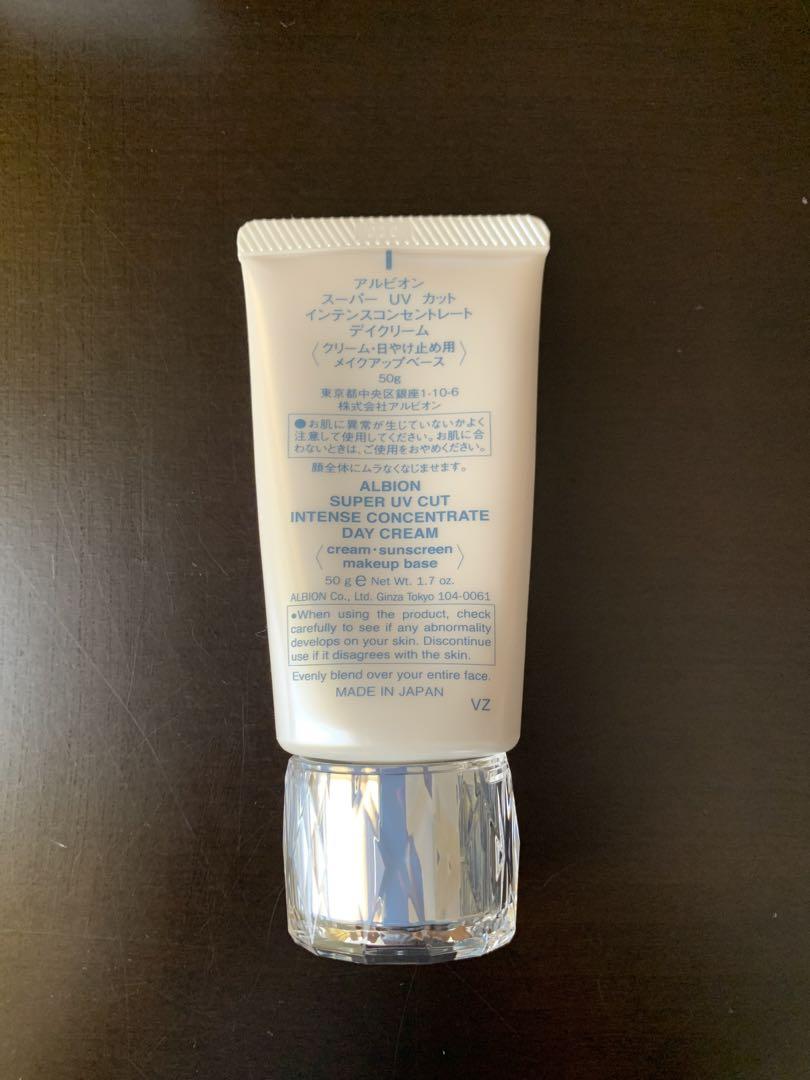 アルビオン
スーパー UV カット
インテンスコンセントレート
デイクリーム
〈クリーム・日やけ止め用
メイクアップベース〉
50g
東京都中央区銀座1-10-6
株式会社アルビオン
●お肌に異常が生じていないかよく
注意して使用してください。お肌に合
わないときは、ご使用をおやめください。
顔全体にムラなくなじませます。
ALBION
SUPER UV CUT
INTENSE CONCENTRATE
DAY CREAM
〈cream・sunscreen
makeup base〉
50 g ℮ Net Wt. 1.7 oz.
ALBION Co., Ltd. Ginza Tokyo 104-0061
●When using the product, check
carefully to see if any abnormality
develops on your skin. Discontinue
use if it disagrees with the skin.
Evenly blend over your entire face.
MADE IN JAPAN
VZ